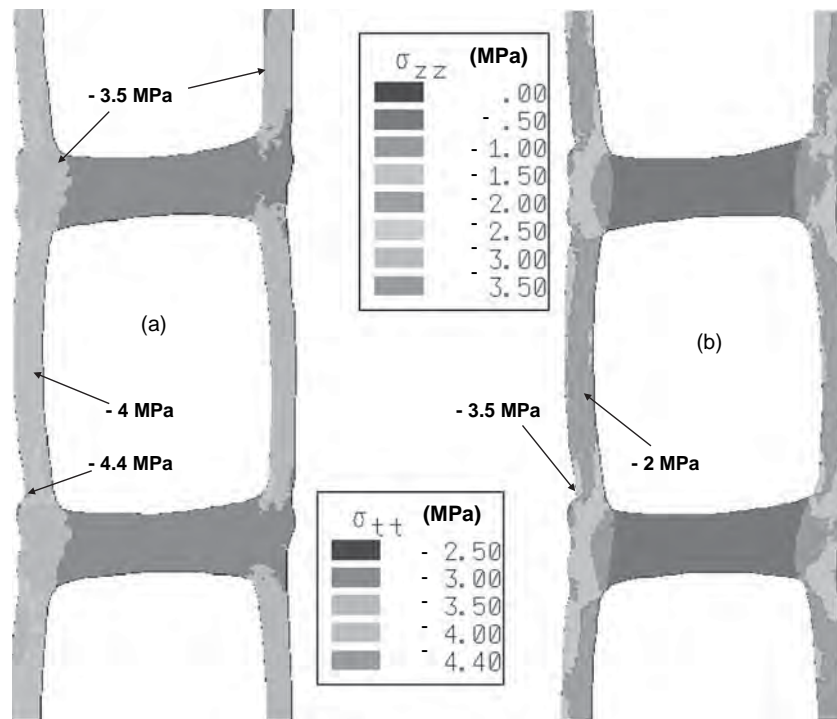 - 3.5 MPa
(a)
- 4 MPa
- 4.4 MPa
σzz (MPa)
.00
- .50
- 1.00
- 1.50
- 2.00
- 2.50
- 3.00
- 3.50
σtt (MPa)
- 2.50
- 3.00
- 3.50
- 4.00
- 4.40
(b)
- 3.5 MPa
- 2 MPa